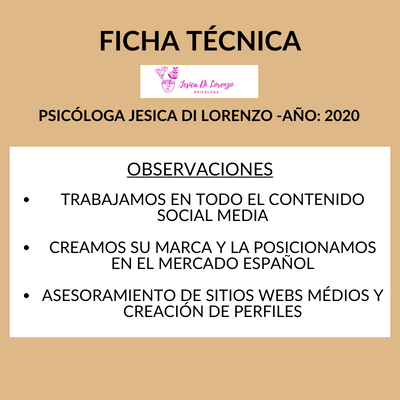 FICHA TÉCNICA
Jesica Di Lorenzo
PSICÓLOGA
PSICÓLOGA JESICA DI LORENZO -AÑO: 2020
OBSERVACIONES
• TRABAJAMOS EN TODO EL CONTENIDO
SOCIAL MEDIA
• CREAMOS SU MARCA Y LA POSICIONAMOS
EN EL MERCADO ESPAÑOL
• ASESORAMIENTO DE SITIOS WEBS MÉDIOS Y
CREACIÓN DE PERFILES